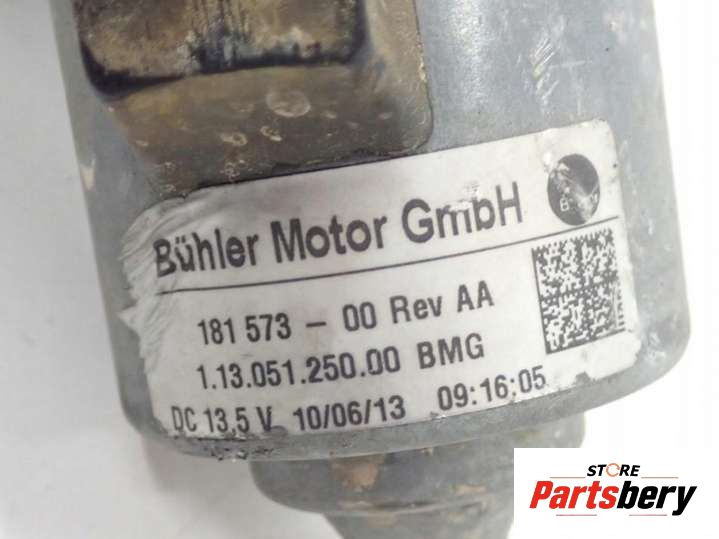 Bühler Motor GmbH
181 573 - 00 Rev AA
1.13.051.250.00 BMG
DC 13,5 V 10/06/13 09:16:05
STORE
Partsbery